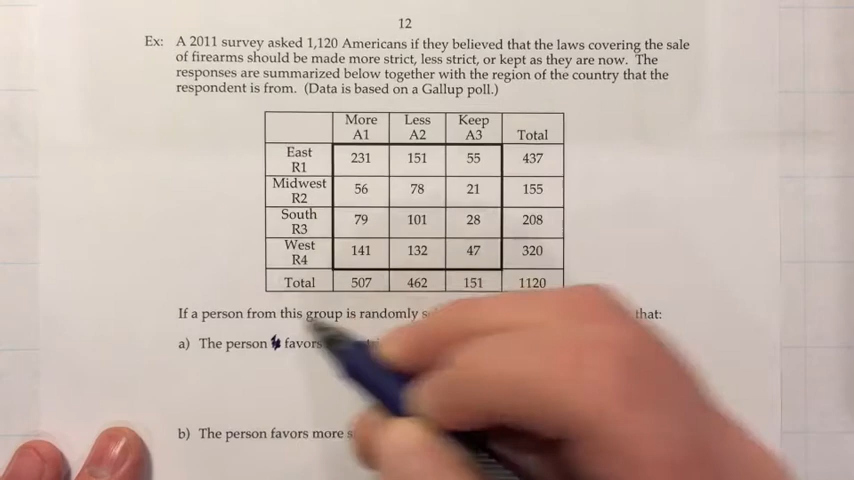 12
Ex: A 2011 survey asked 1,120 Americans if they believed that the laws covering the sale
of firearms should be made more strict, less strict, or kept as they are now. The
responses are summarized below together with the region of the country that the
respondent is from. (Data is based on a Gallup poll.)
More Less Keep
A1 A2 A3 Total
East
R1 231 151 55 437
Midwest
R2 56 78 21 155
South
R3 79 101 28 208
West
R4 141 132 47 320
Total 507 462 151 1120
If a person from this group is randomly that:
a) The person favors
b) The person favors more